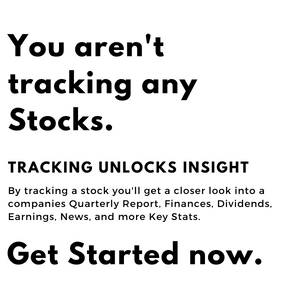 You aren't
tracking any
Stocks.
TRACKING UNLOCKS INSIGHT
By tracking a stock you'll get a closer look into a
companies Quarterly Report, Finances, Dividends,
Earnings, News, and more Key Stats.
Get Started now.